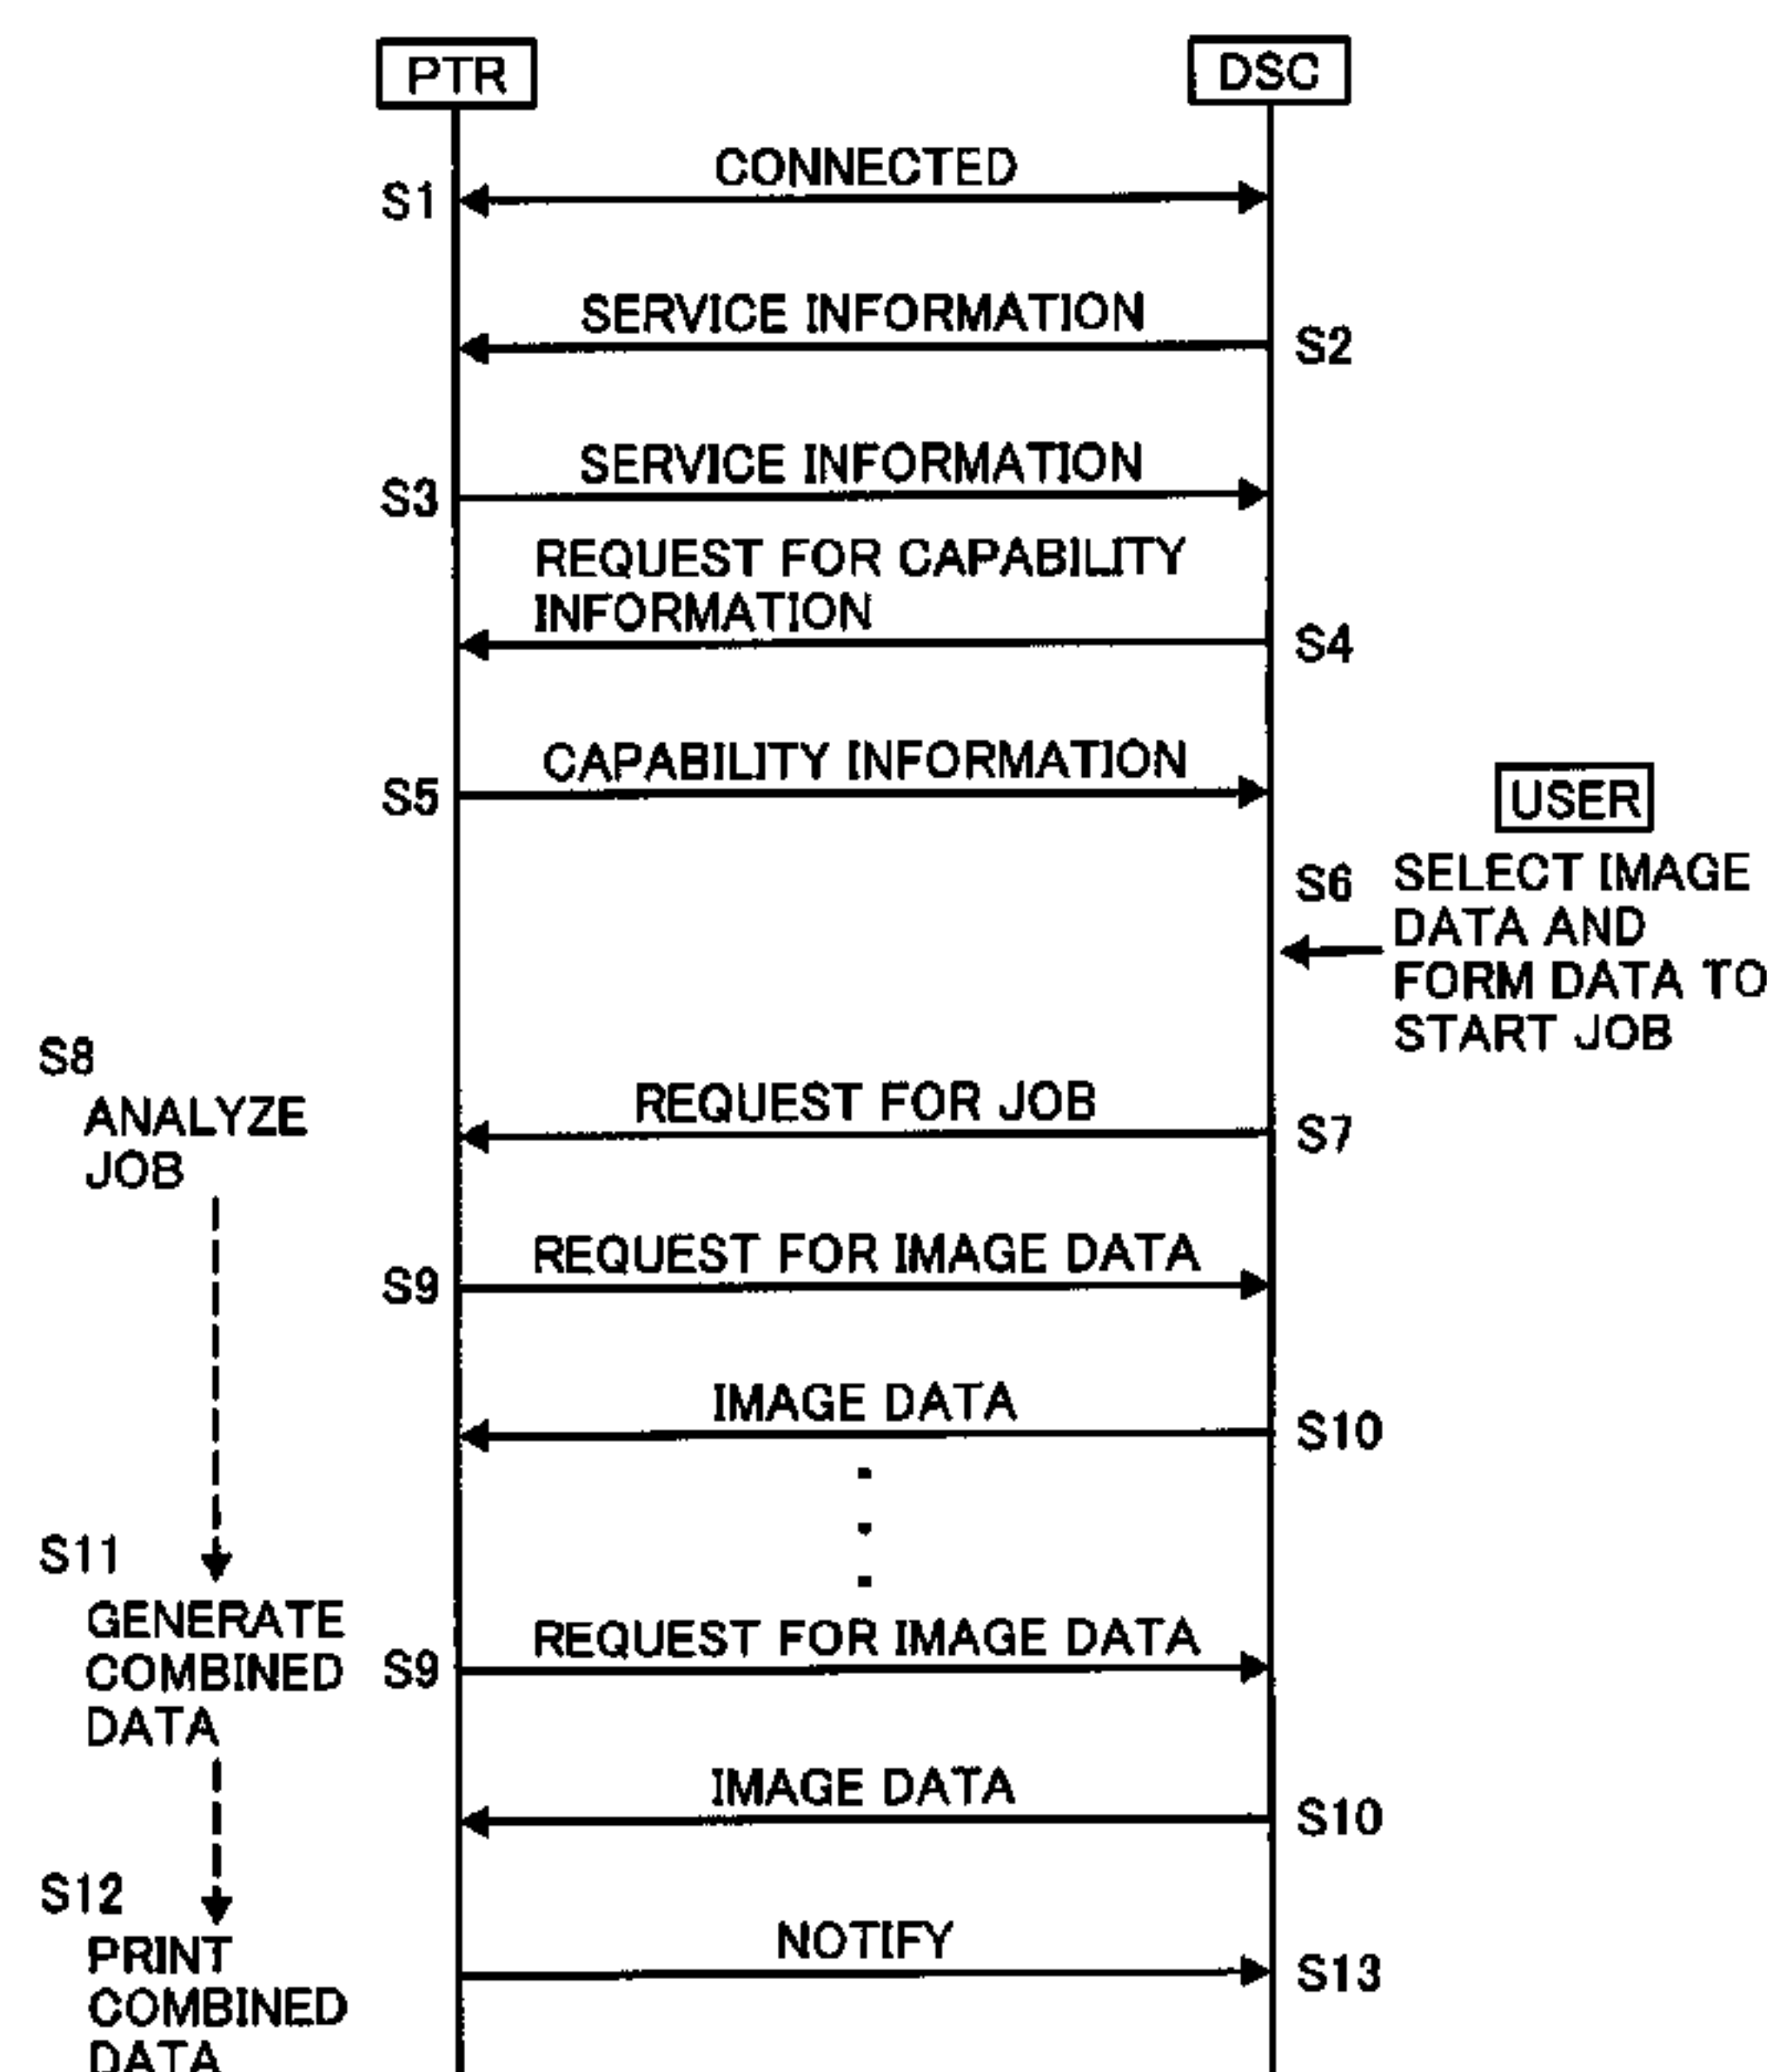 PTR
DSC
CONNECTED
S1
SERVICE INFORMATION
S2
SERVICE INFORMATION
S3
REQUEST FOR CAPABILITY
INFORMATION
S4
CAPABILITY INFORMATION
S5
USER
S6
SELECT IMAGE
DATA AND
FORM DATA TO
START JOB
S8
ANALYZE
JOB
REQUEST FOR JOB
S7
REQUEST FOR IMAGE DATA
S9
IMAGE DATA
S10
S11
GENERATE
COMBINED
DATA
REQUEST FOR IMAGE DATA
S9
IMAGE DATA
S10
S12
PRINT
COMBINED
DATA
NOTIFY
S13